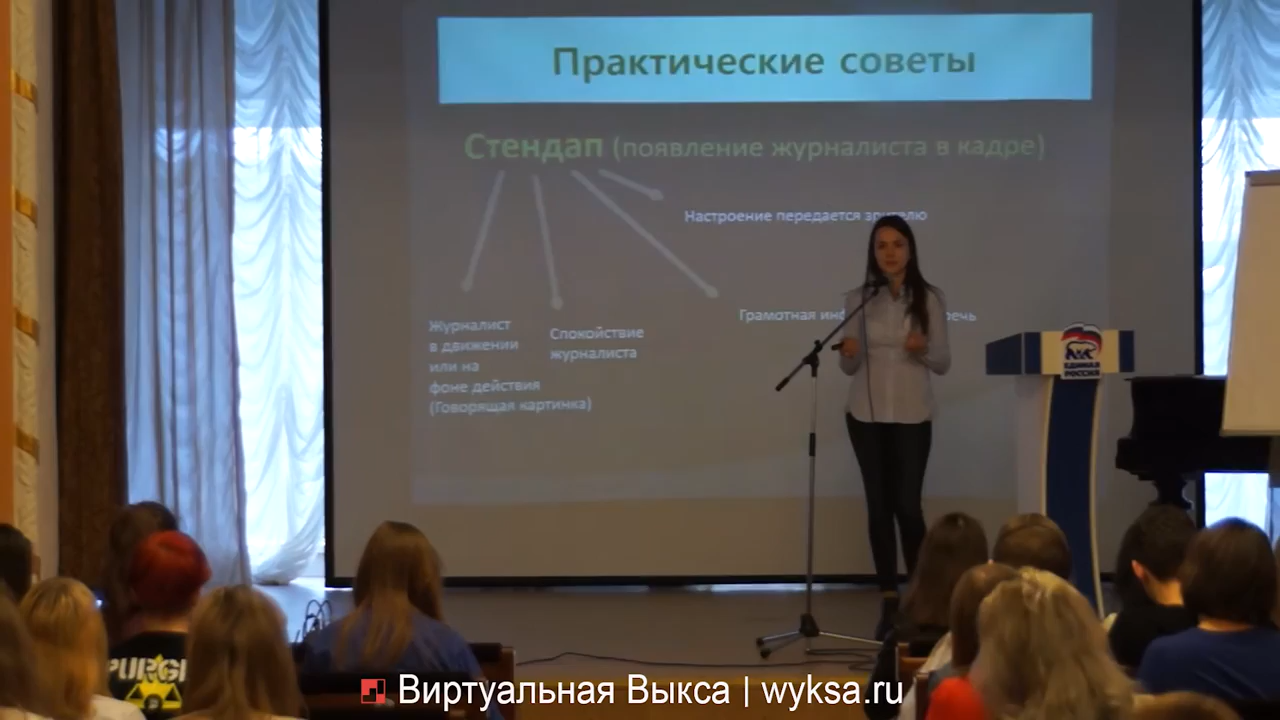 Практические советы
Стендап (появление журналиста в кадре)
Настроение передается зрителю
Грамотная инф речь
Журналист
в движении
или на
фоне действия
(Говорящая картинка)
Спокойствие
журналиста
ЕДИНАЯ
РОССИЯ
Виртуальная Выкса | wyksa.ru